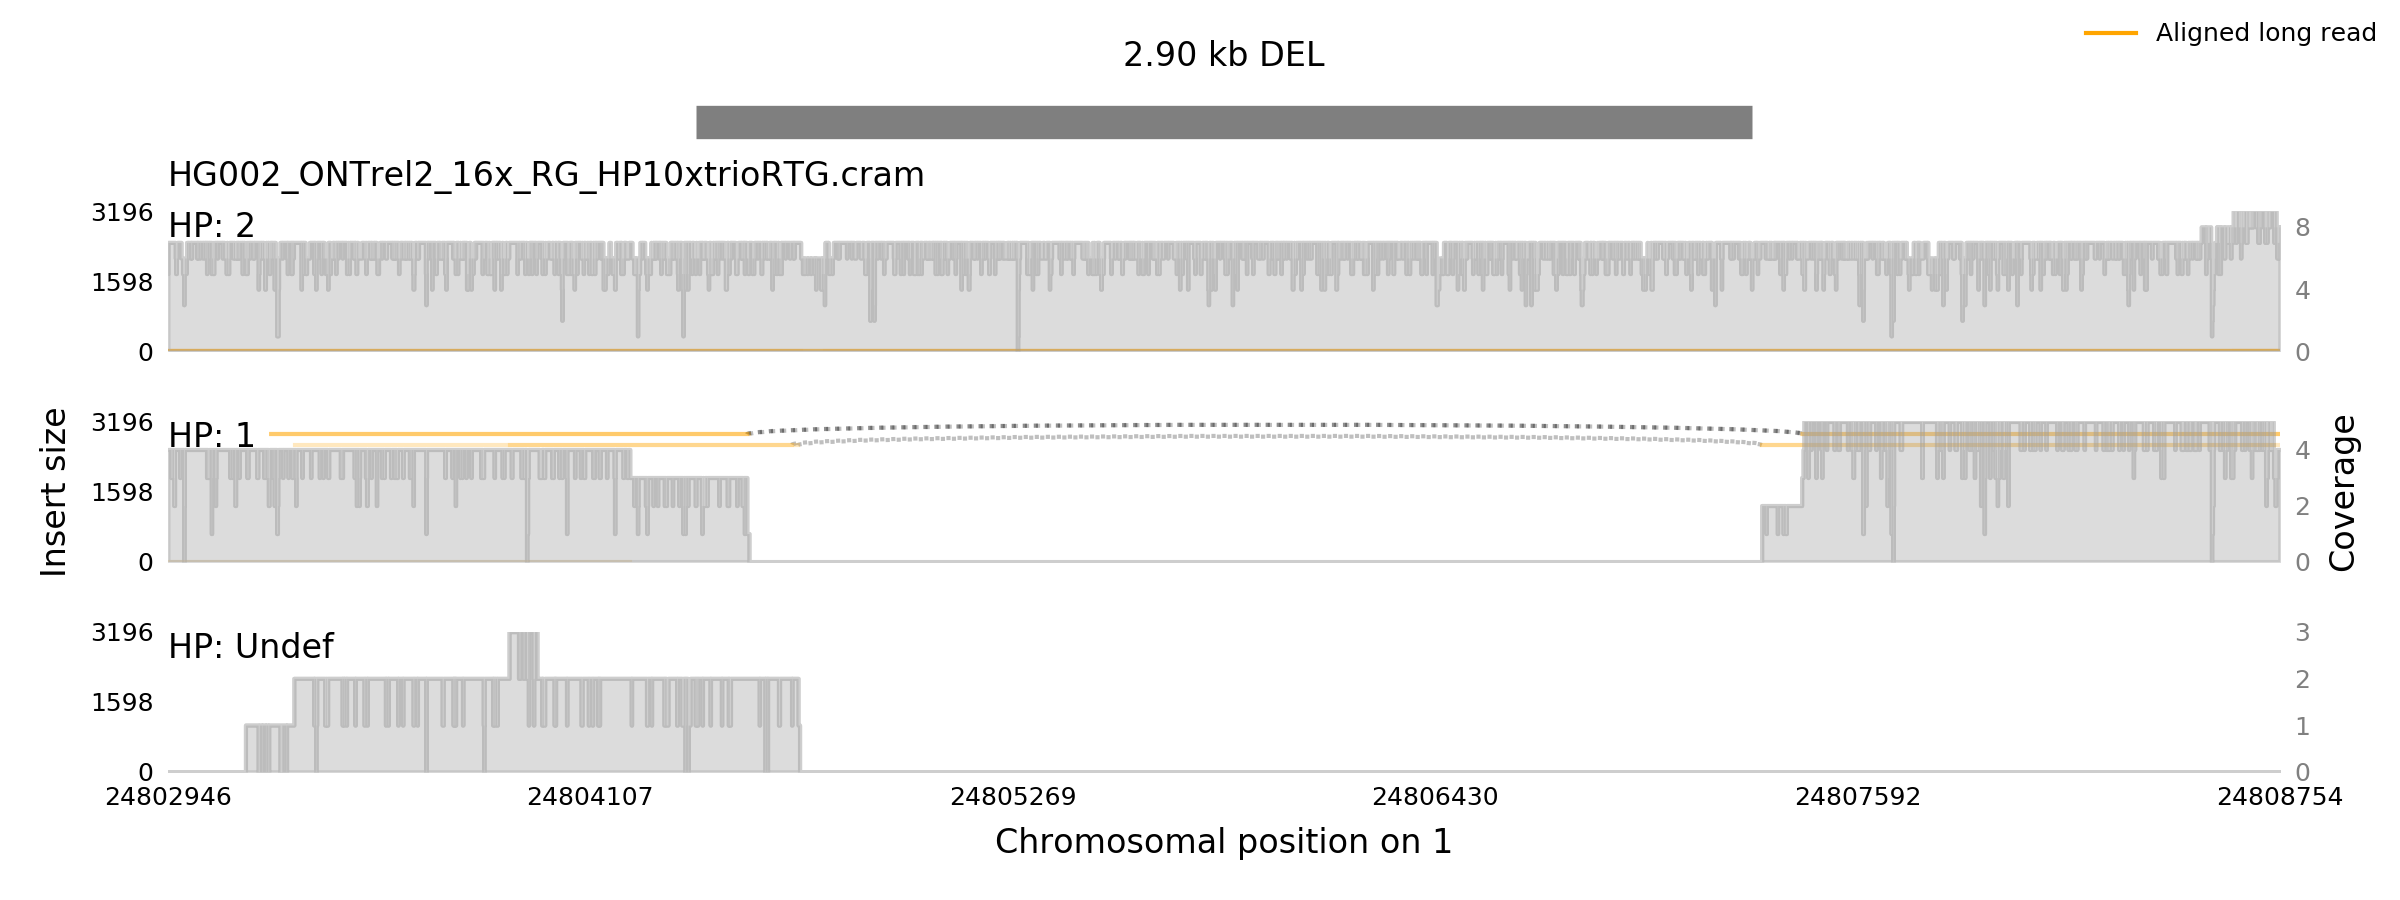 Aligned long read
2.90 kb DEL
HG002_ONTrel2_16x_RG_HP10xtrioRTG.cram
3196
HP: 2
8
1598
4
0
0
3196
HP: 1
4
1598
2
0
0
Insert size
Coverage
3196
HP: Undef
3
2
1598
1
0
0
24802946 24804107 24805269 24806430 24807592 24808754
Chromosomal position on 1